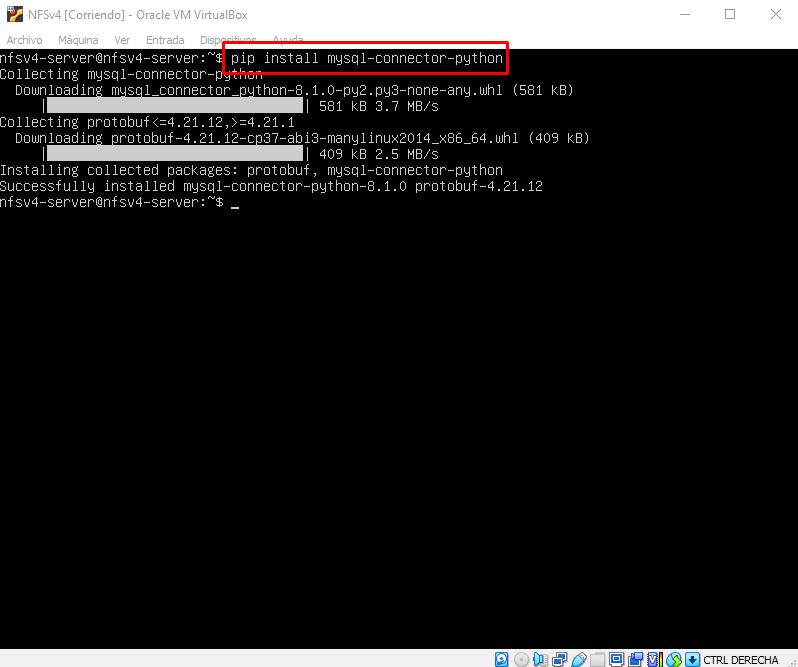 NFSv4 [Corriendo] - Oracle VM VirtualBox
Archivo Máquina Ver Entrada Dispositivos Ayuda
nfsv4-server@nfsv4-server:~$ pip install mysql-connector-python
Collecting mysql-connector-python
  Downloading mysql_connector_python-8.1.0-py2.py3-none-any.whl (581 kB)
     | | 581 kB 3.7 MB/s
Collecting protobuf<=4.21.12,>=4.21.1
  Downloading protobuf-4.21.12-cp37-abi3-manylinux2014_x86_64.whl (409 kB)
     | | 409 kB 2.5 MB/s
Installing collected packages: protobuf, mysql-connector-python
Successfully installed mysql-connector-python-8.1.0 protobuf-4.21.12
nfsv4-server@nfsv4-server:~$ _
CTRL DERECHA